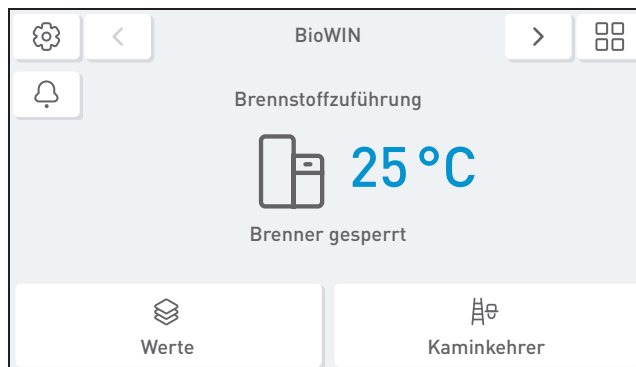 BioWIN
Brennstoffzuführung
25 °C
Brenner gesperrt
Werte
Kaminkehrer